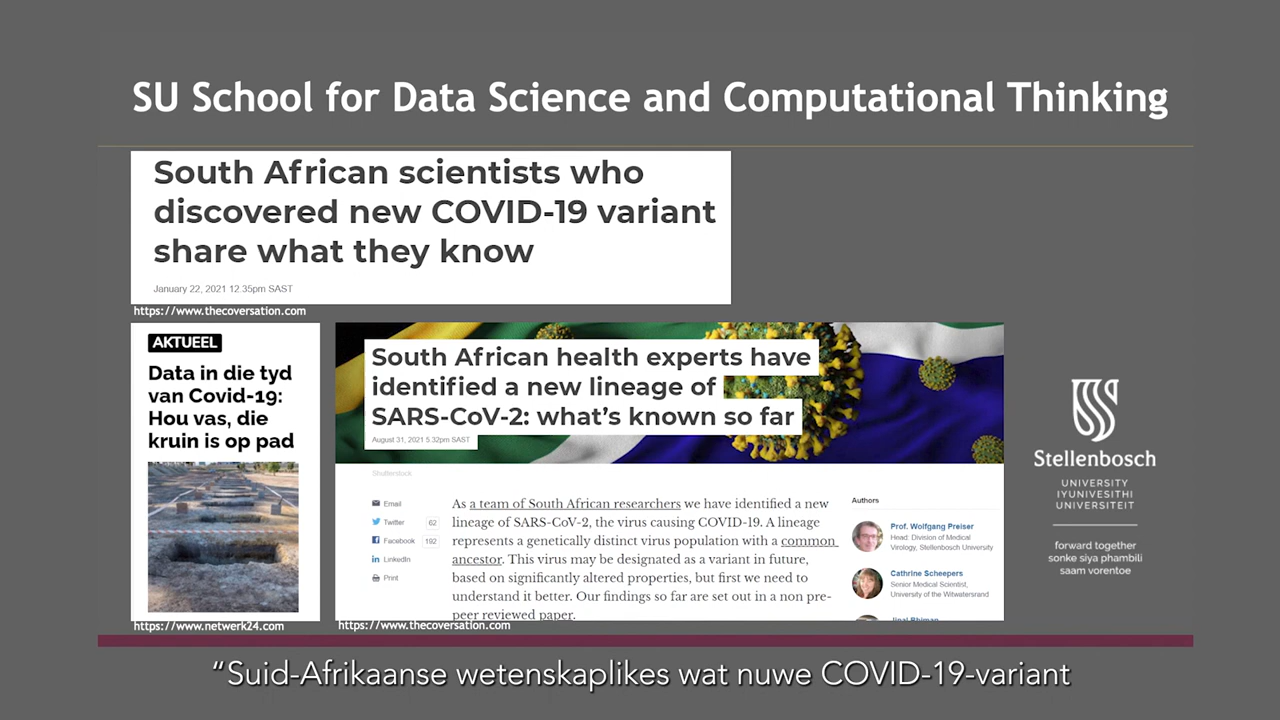 SU School for Data Science and Computational Thinking
South African scientists who
discovered new COVID-19 variant
share what they know
January 22, 2021 12.35pm SAST
https://www.thecoversation.com
AKTUEEL
Data in die tyd
van Covid-19:
Hou vas, die
kruin is op pad
https://www.netwerk24.com
South African health experts have
identified a new lineage of
SARS-CoV-2: what's known so far
August 31, 2021 5.32pm SAST
Shutterstock
Email
Twitter 62
Facebook 192
LinkedIn
Print
As a team of South African researchers we have identified a new
lineage of SARS-CoV-2, the virus causing COVID-19. A lineage
represents a genetically distinct virus population with a common
ancestor. This virus may be designated as a variant in future,
based on significantly altered properties, but first we need to
understand it better. Our findings so far are set out in a non pre-
peer reviewed paper.
Authors
Prof. Wolfgang Preiser
Head: Division of Medical
Virology, Stellenbosch University
Cathrine Scheepers
Senior Medical Scientist,
University of the Witwatersrand
https://www.thecoversation.com
Stellenbosch
UNIVERSITY
IYUNIVESITHI
UNIVERSITEIT
forward together
sonke siya phambili
saam vorentoe
“Suid-Afrikaanse wetenskaplikes wat nuwe COVID-19-variant